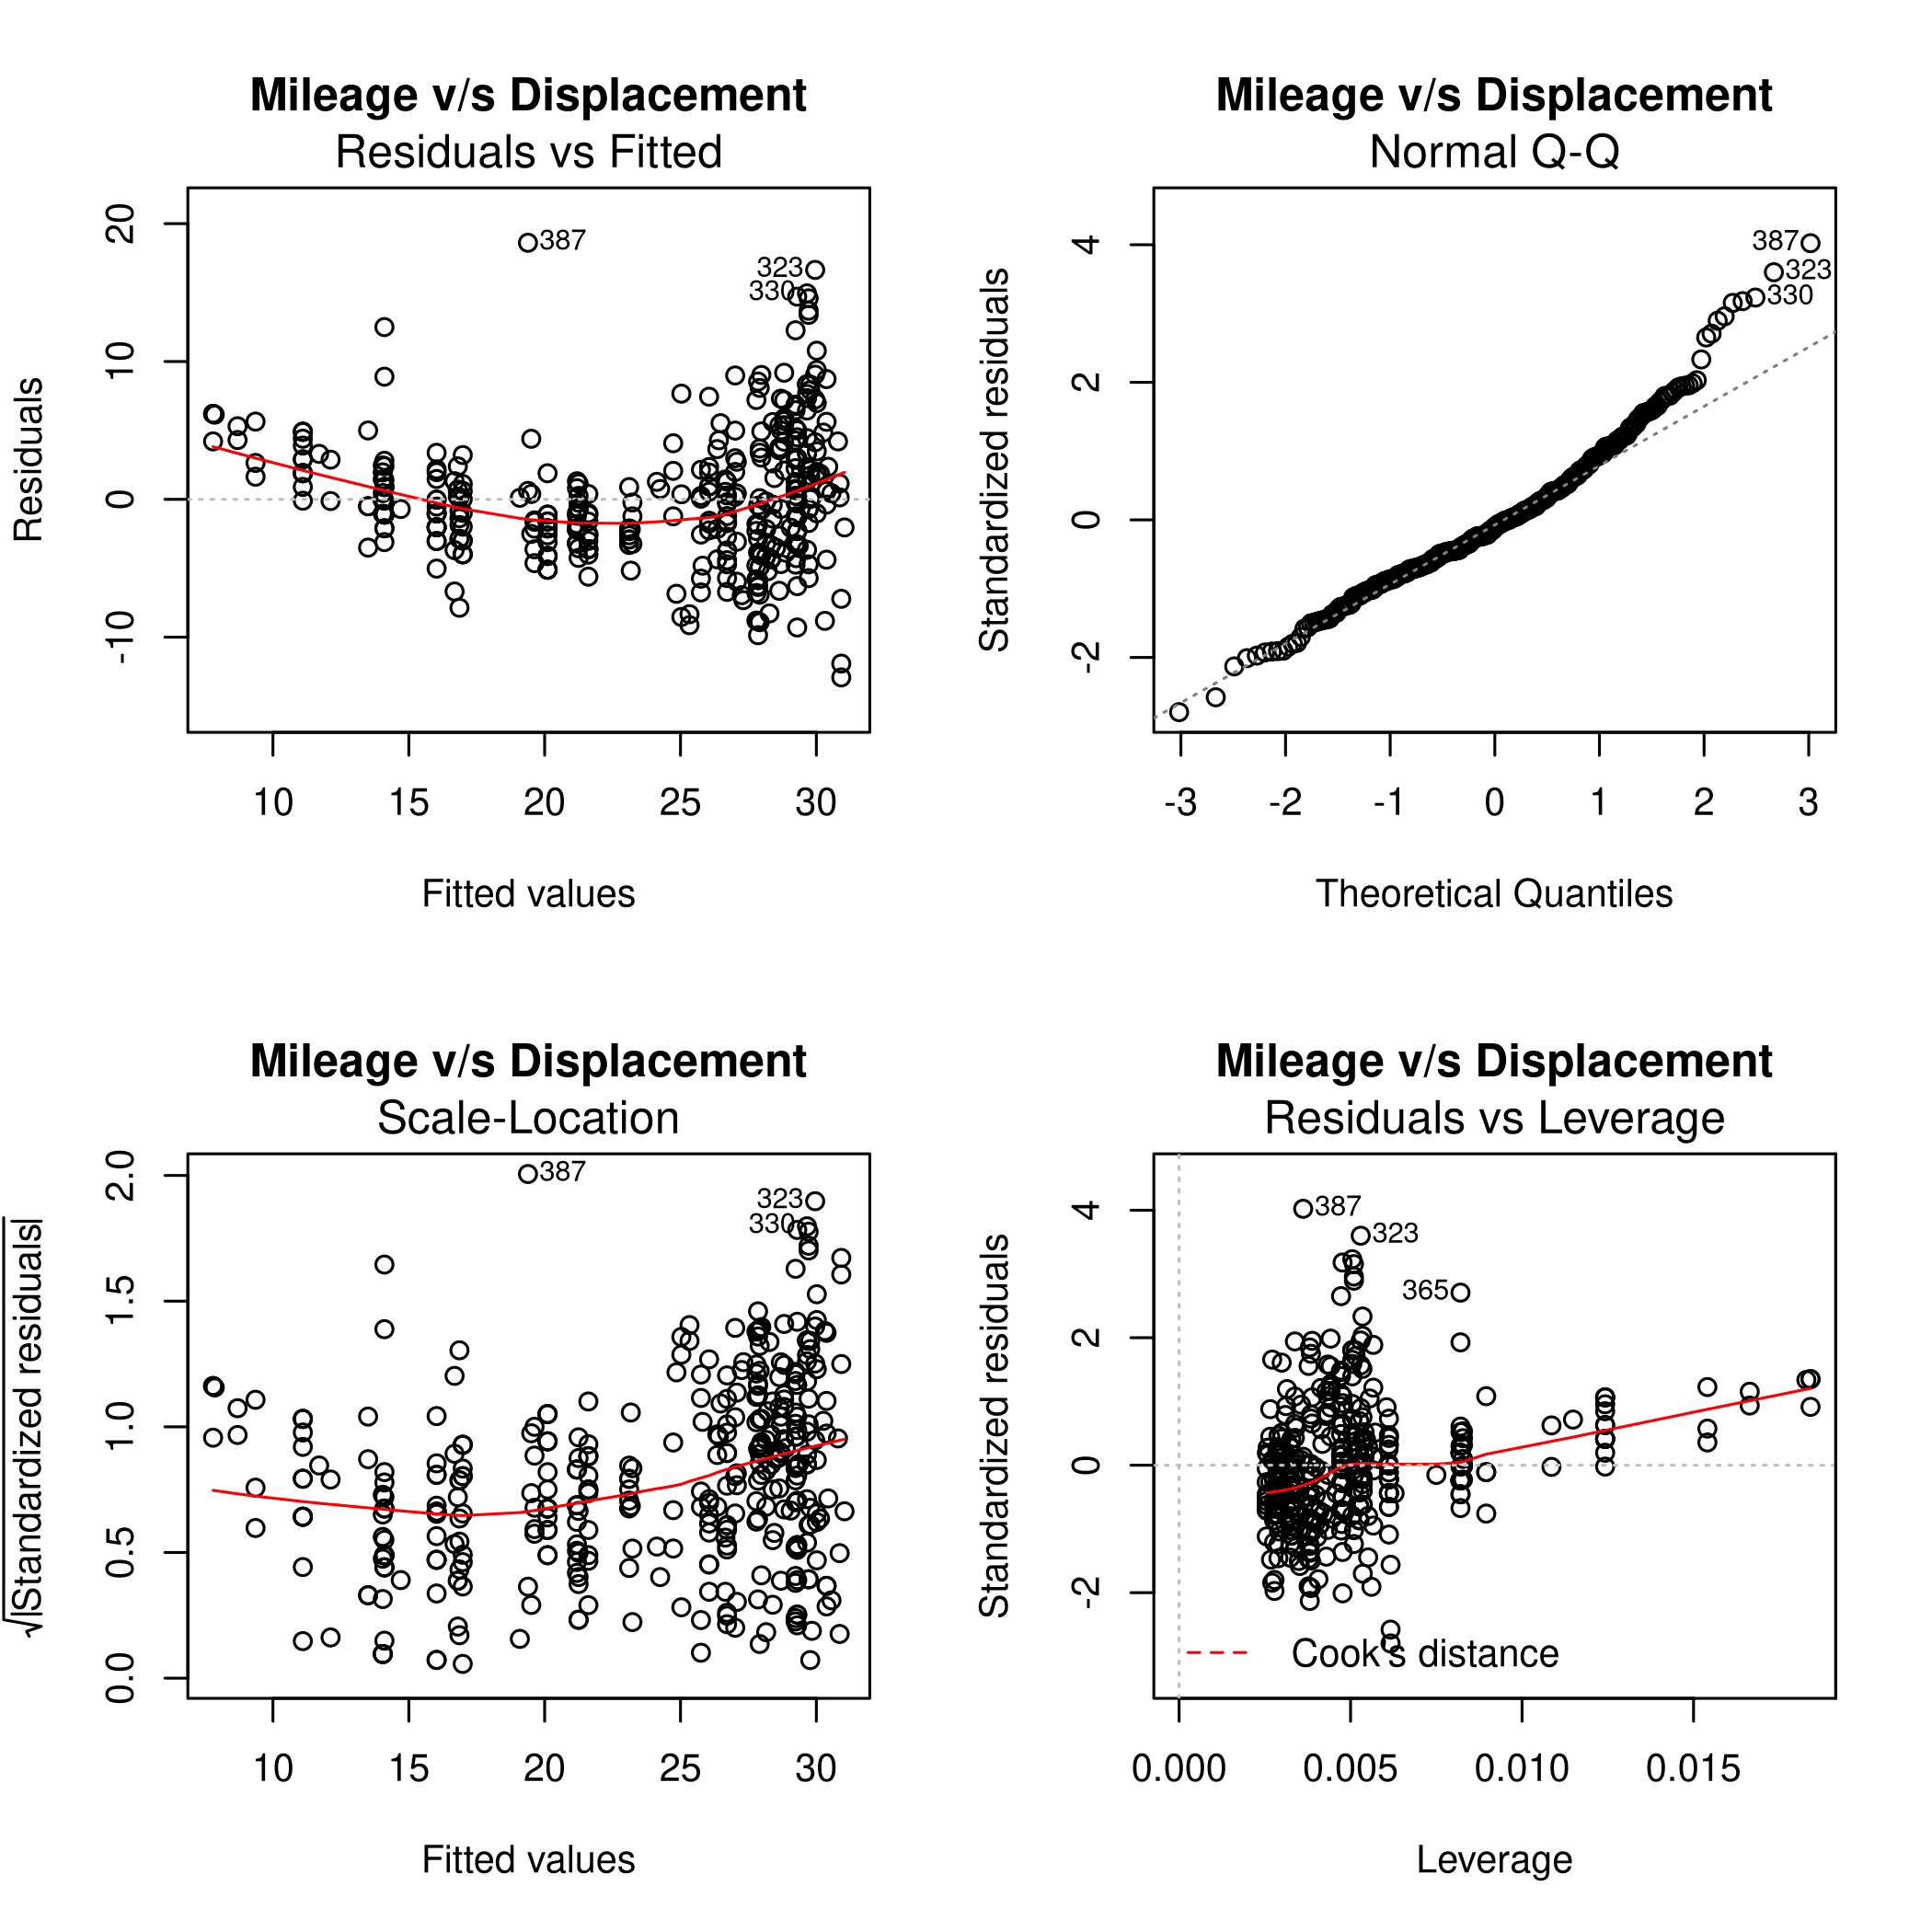 Mileage v/s Displacement
Residuals vs Fitted
Residuals
20
10
0
-10
387
323
330
10 15 20 25 30
Fitted values
Mileage v/s Displacement
Normal Q-Q
Standardized residuals
4
2
0
-2
387
323
330
-3 -2 -1 0 1 2 3
Theoretical Quantiles
Mileage v/s Displacement
Scale-Location
√|Standardized residuals|
2.0
1.5
1.0
0.5
0.0
387
323
330
10 15 20 25 30
Fitted values
Mileage v/s Displacement
Residuals vs Leverage
Standardized residuals
4
2
0
-2
387
323
365
Cook's distance
0.000 0.005 0.010 0.015
Leverage